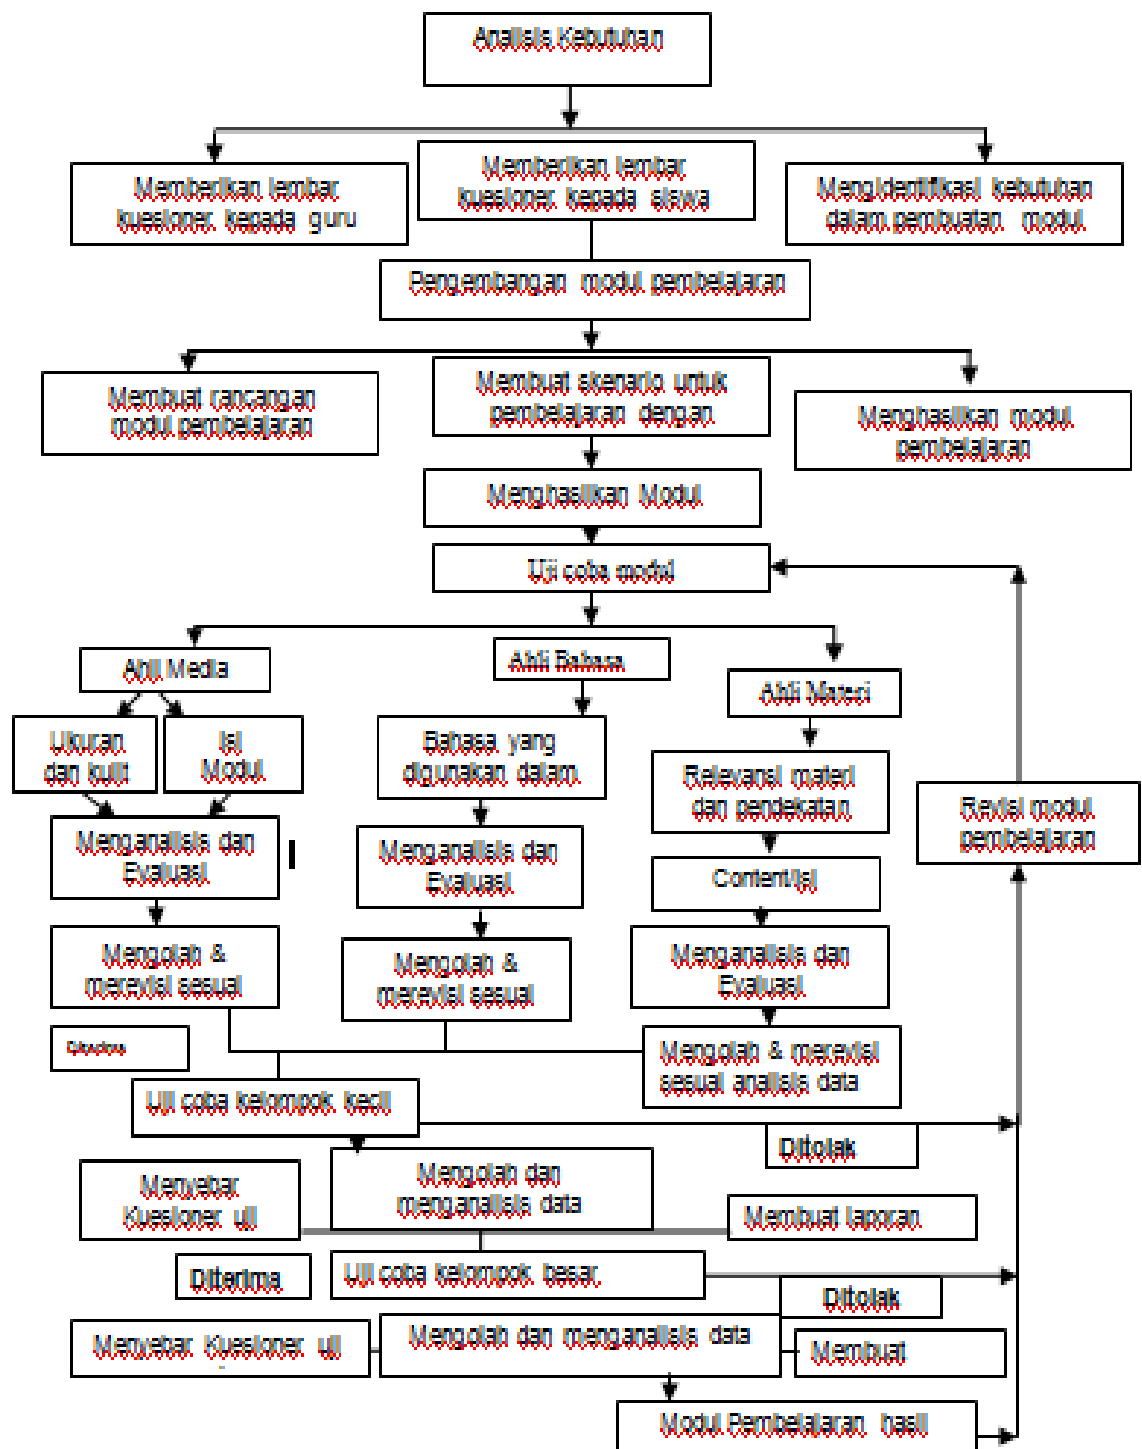 Analisis Kebutuhan
Memberikan lembar
kuesioner kepada guru
Memberikan lembar
kuesioner kepada siswa
Mengidentifikasi kebutuhan
dalam pembuatan modul
Pengembangan modul pembelajaran
Membuat rancangan
modul pembelajaran
Membuat skenario untuk
pembelajaran dengan
Menghasilkan modul
pembelajaran
Menghasilkan Modul
Uji coba modul
Ahli Media
Ahli Bahasa
Ahli Materi
Ukuran
dan kulit
Isi
Modul
Bahasa yang
digunakan dalam
Relevansi materi
dan pendekatan
Revisi modul
pembelajaran
Menganalisis dan
Evaluasi
Menganalisis dan
Evaluasi
Content/Isi
Mengolah &
merevisi sesuai
Mengolah &
merevisi sesuai
Menganalisis dan
Evaluasi
Mengolah & merevisi
sesuai analisis data
Uji coba kelompok kecil
Ditolak
Menyebar
Kuesioner uji
Mengolah dan
menganalisis data
Membuat laporan
Diterima
Uji coba kelompok besar
Ditolak
Menyebar Kuesioner uji
Mengolah dan menganalisis data
Membuat
Modul Pembelajaran hasil